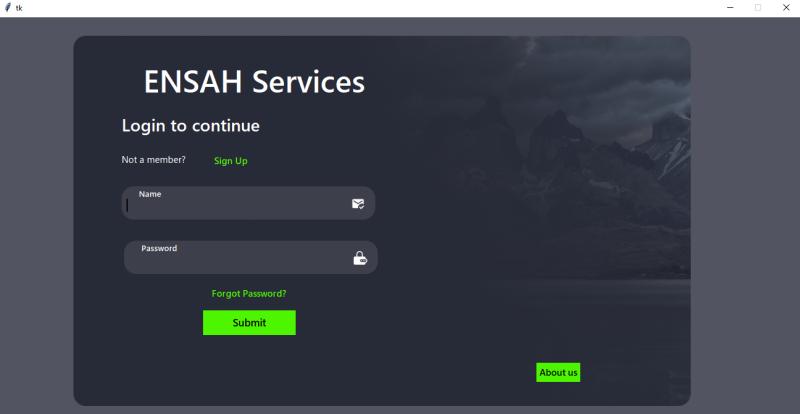 tk
ENSAH Services
Login to continue
Not a member? Sign Up
Name
Password
Forgot Password?
Submit
About us